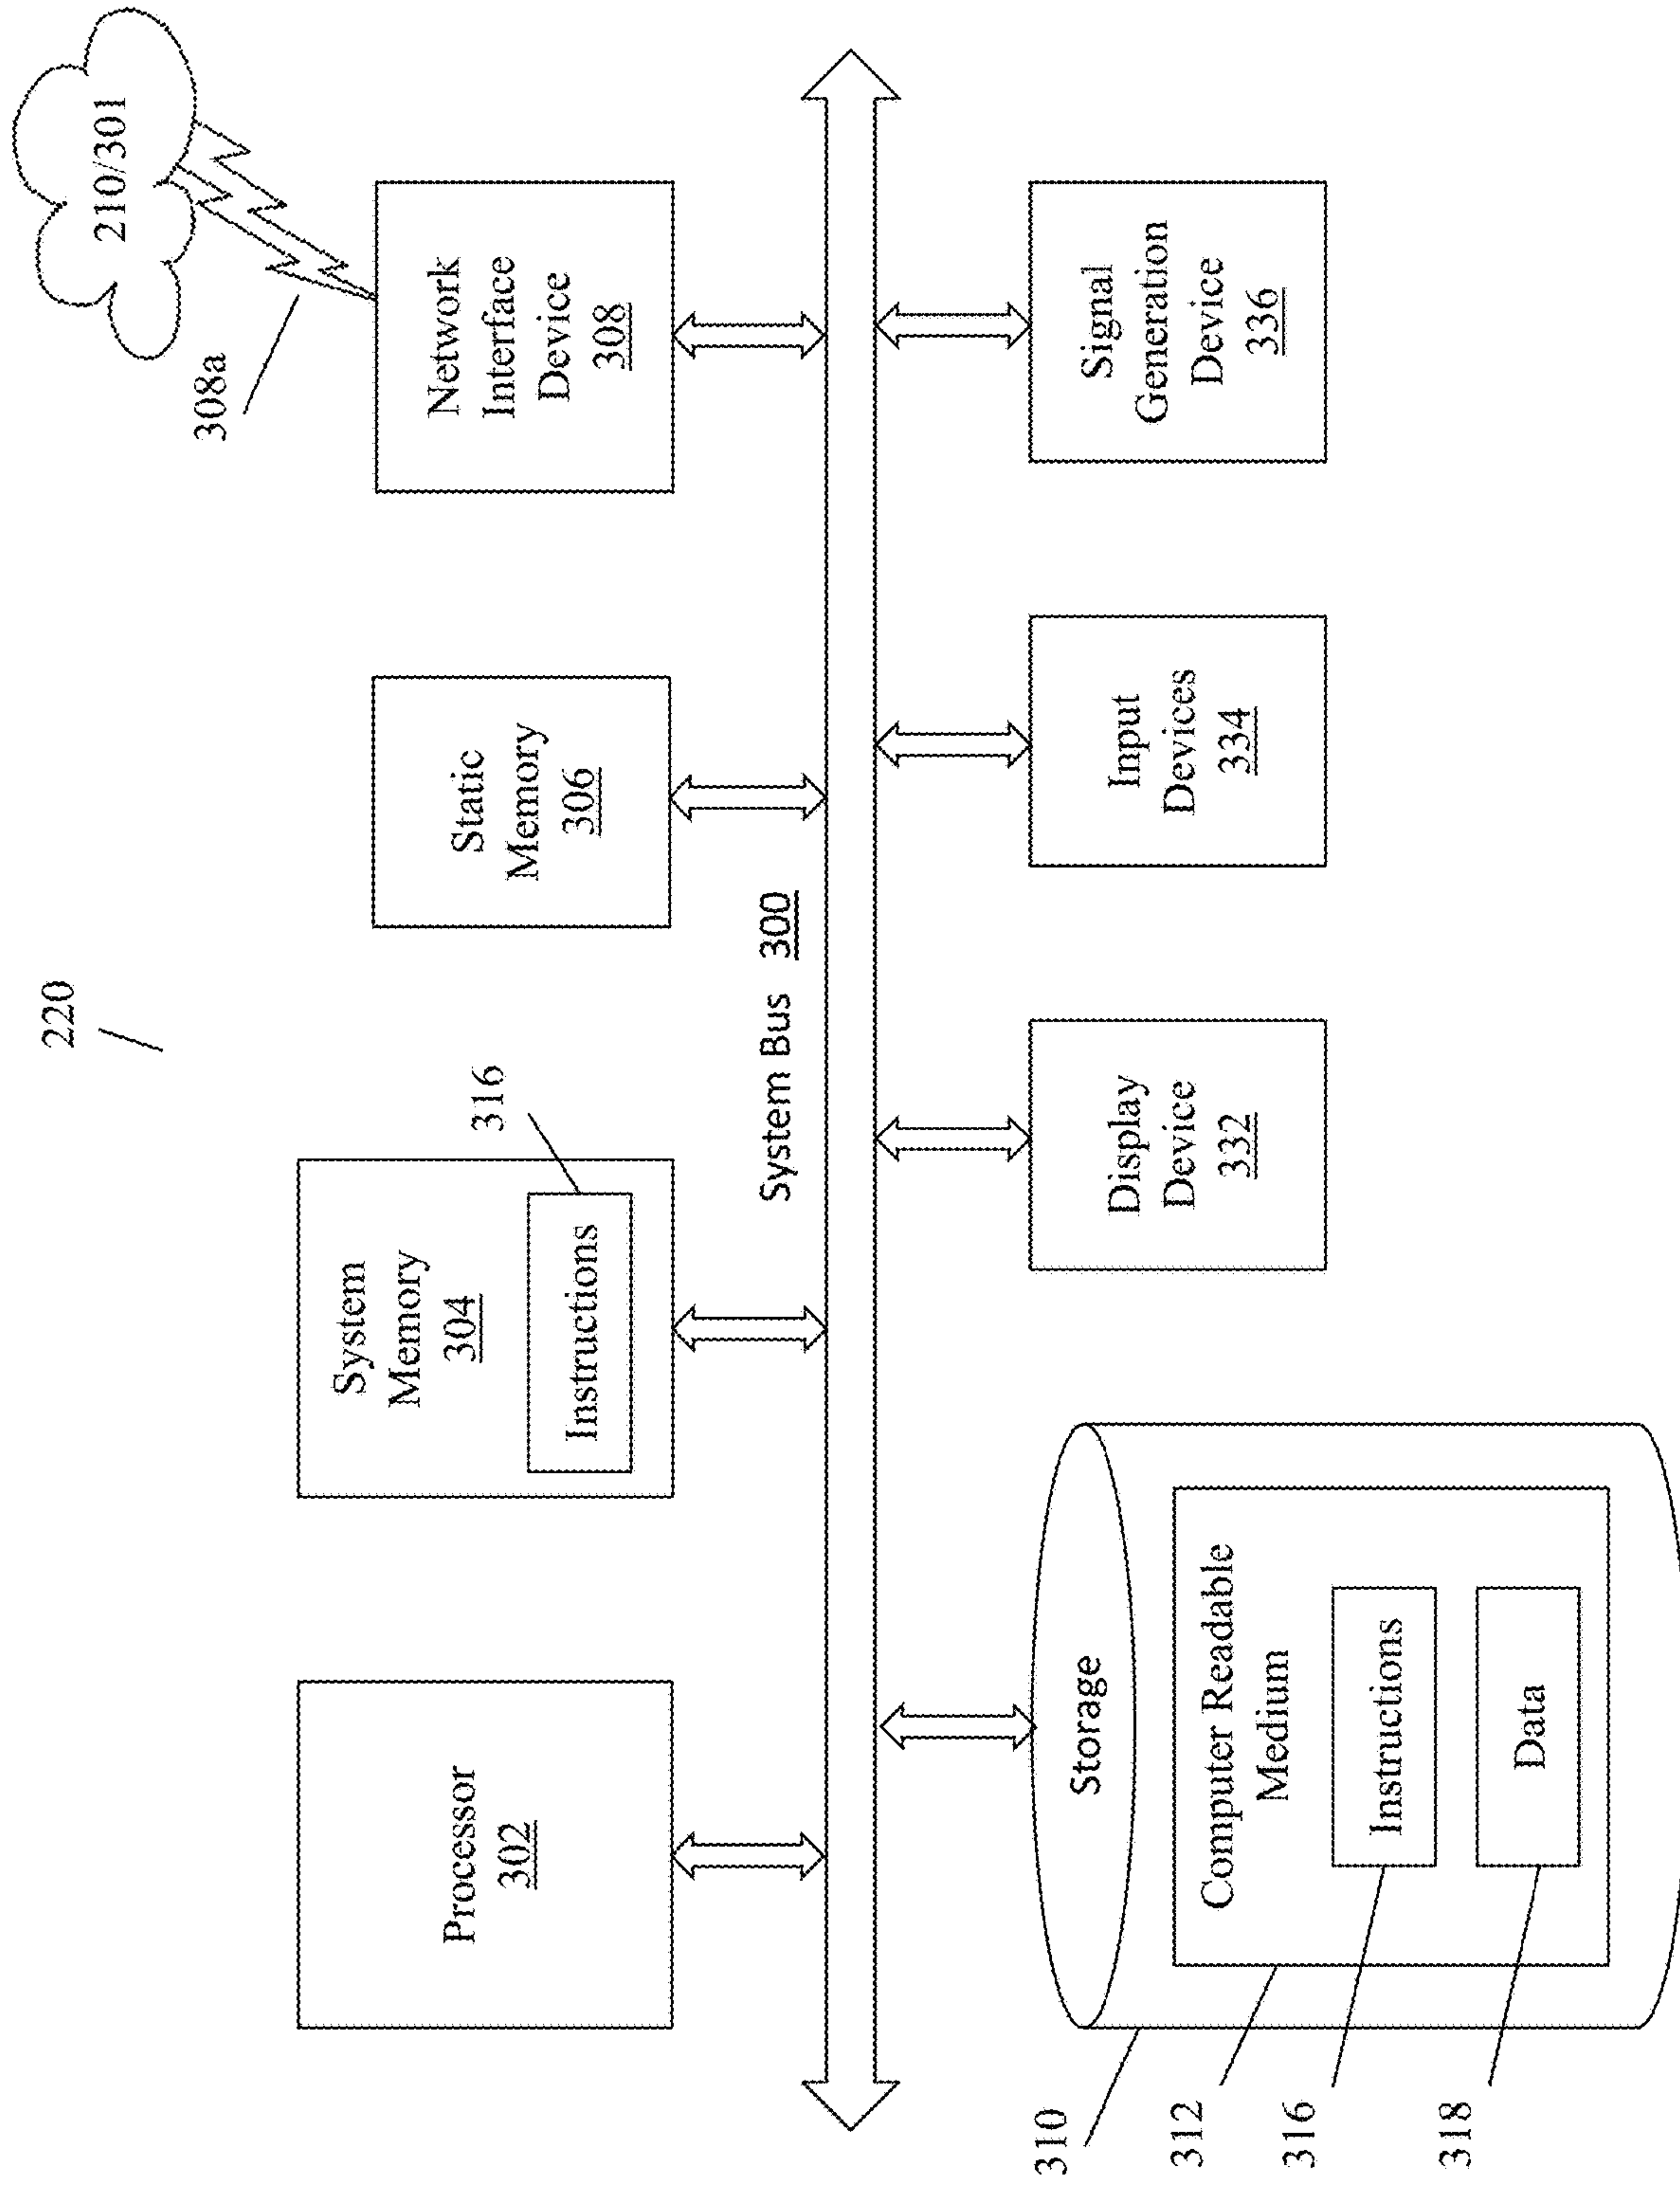 220
210/301
308a
Processor
302
System
Memory
304
Instructions
316
Static
Memory
306
Network
Interface
Device
308
System Bus 300
Storage
Computer Readable
Medium
Instructions
Data
310
312
316
318
Display
Device
332
Input
Devices
334
Signal
Generation
Device
336